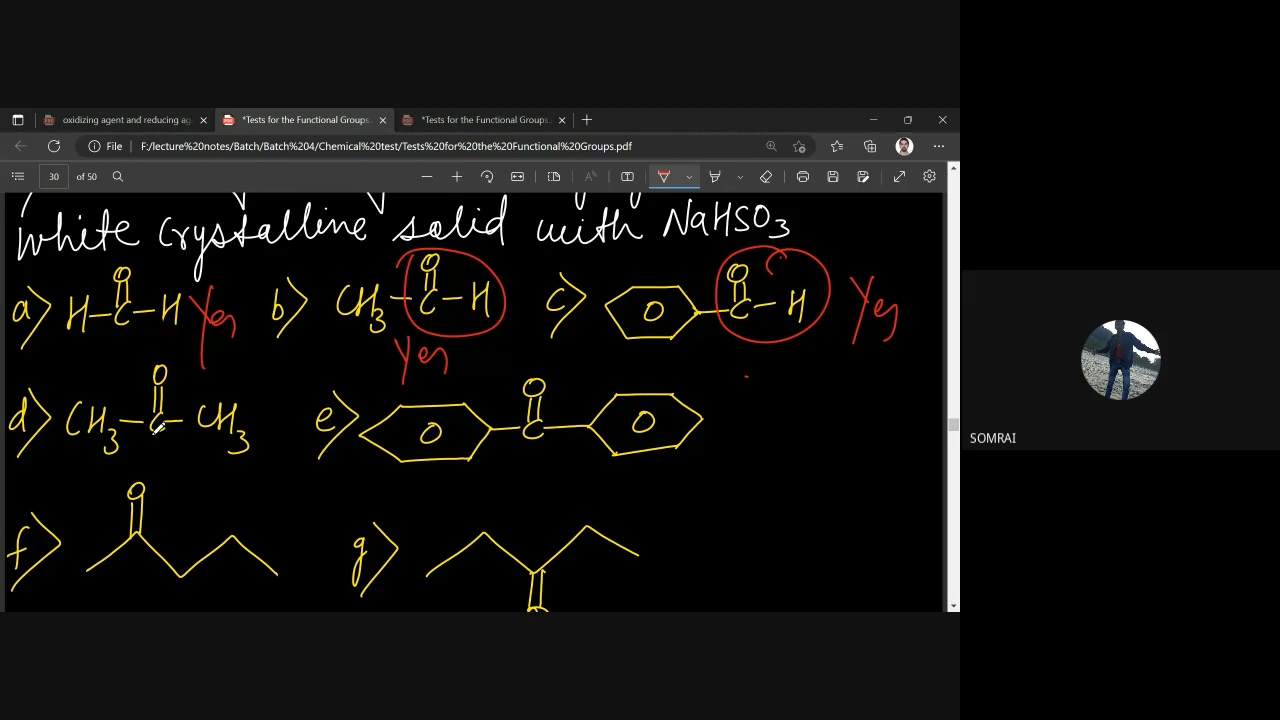 oxidizing agent and reducing ag
*Tests for the Functional Groups.
*Tests for the Functional Groups.
File F:/lecture%20notes/Batch/Batch%204/Chemical%20test/Tests%20for%20the%20Functional%20Groups.pdf
30 of 50
white crystalline solid with NaHSO3
a) O
H-C-H Yes b) O
CH3-C-H Yes c) O
C-H Yes
d) O
CH3-C-CH3 e) O
C
f) O g)
SOMRAI